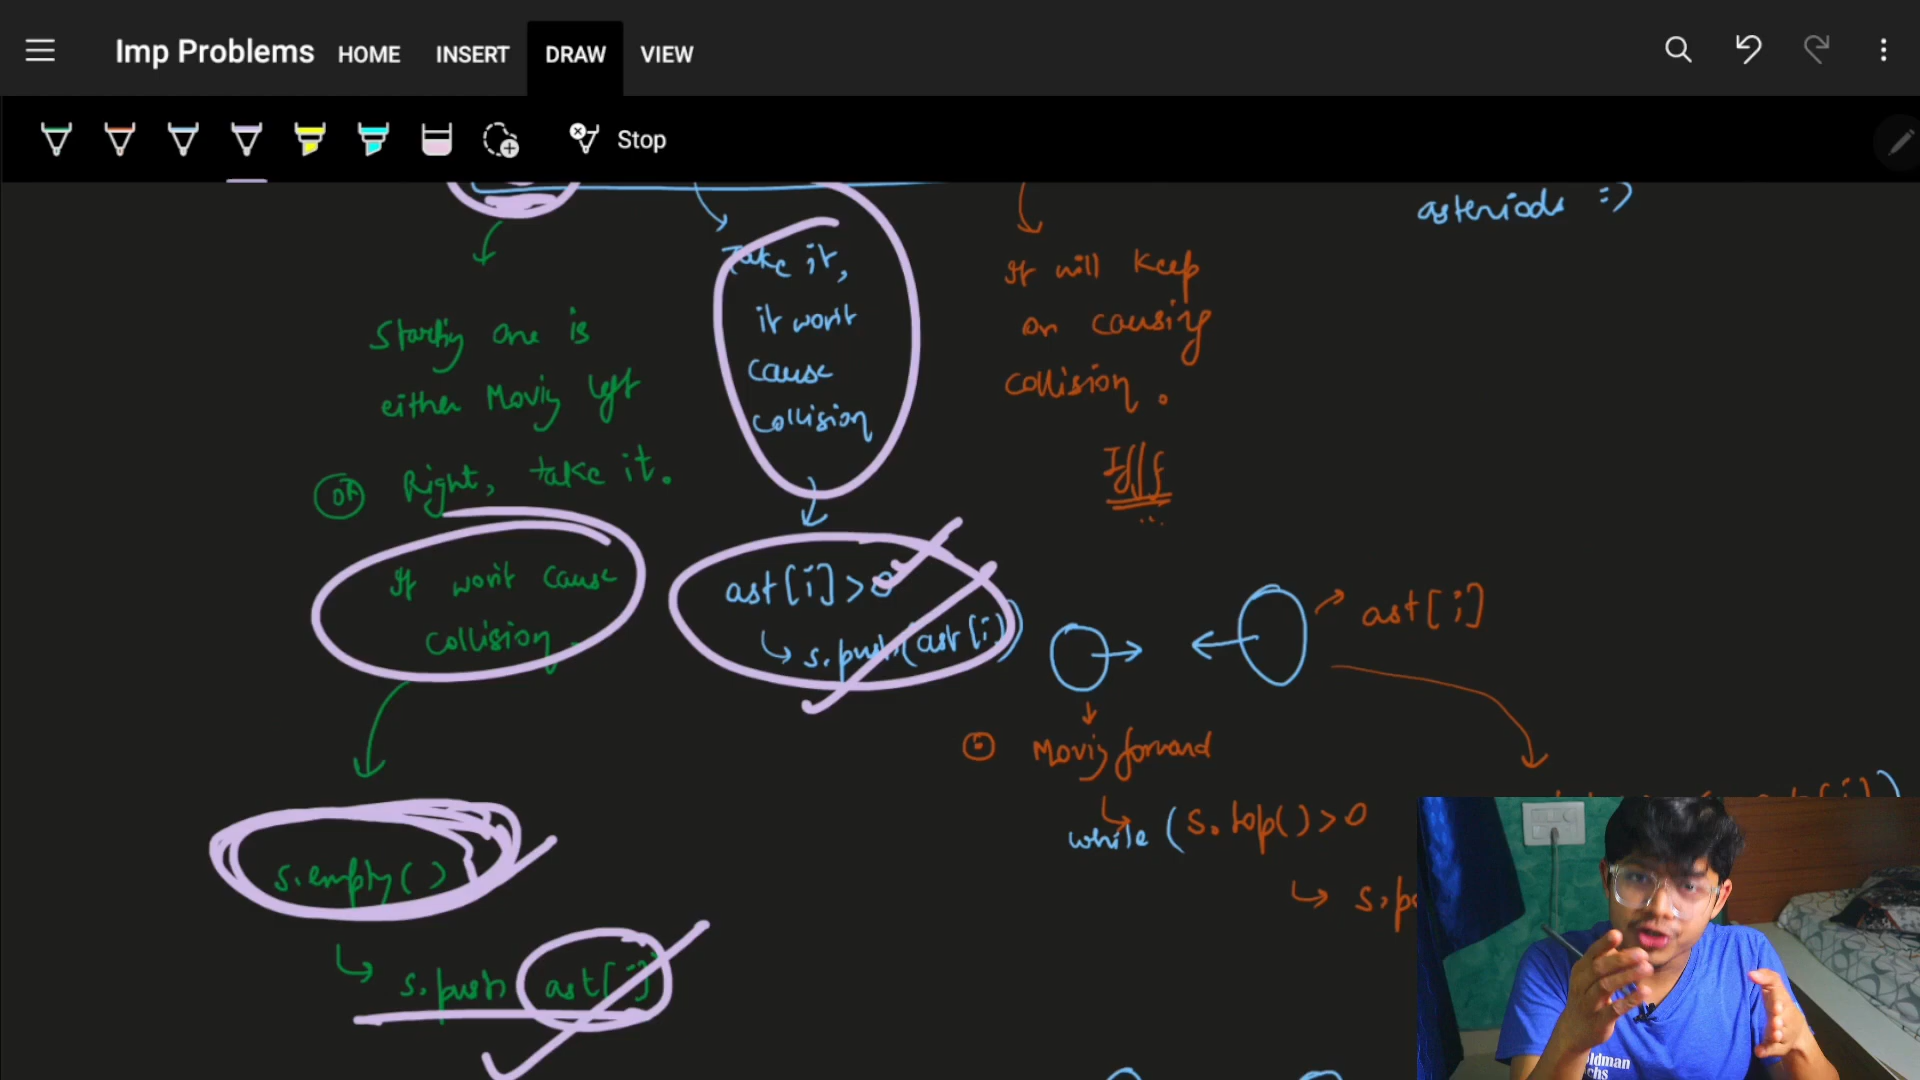 Imp Problems HOME INSERT DRAW VIEW
Stop
asteriods =>
Take it,
it won't
cause
collision
It will keep
on causing
collision.
Iff
Starting one is
either Moving left
OR Right, take it.
It won't cause
collision.
ast[i]>0
s.push(ast[i])
ast[i]
Moving forward
while (s.top()>0
s.empty()
s.push ast[i]